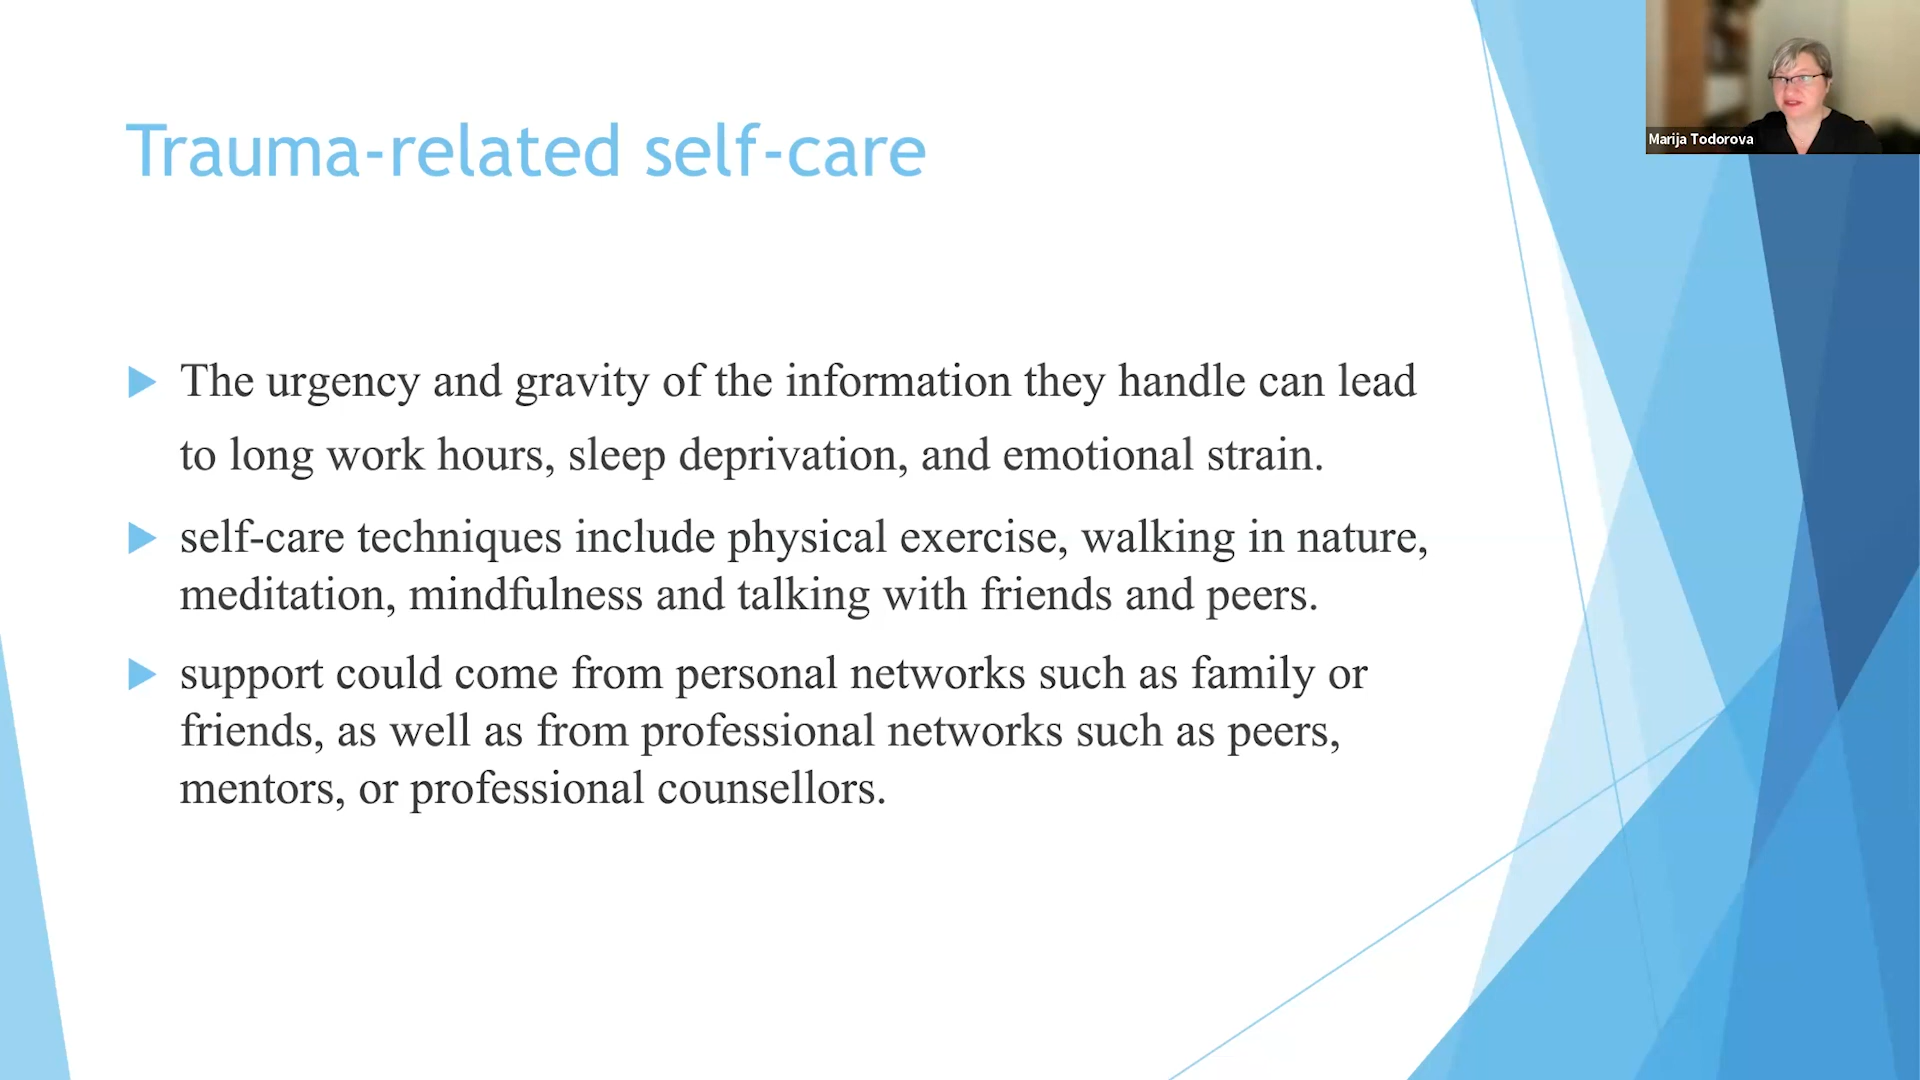 Marija Todorova
Trauma-related self-care
The urgency and gravity of the information they handle can lead
to long work hours, sleep deprivation, and emotional strain.
self-care techniques include physical exercise, walking in nature,
meditation, mindfulness and talking with friends and peers.
support could come from personal networks such as family or
friends, as well as from professional networks such as peers,
mentors, or professional counsellors.